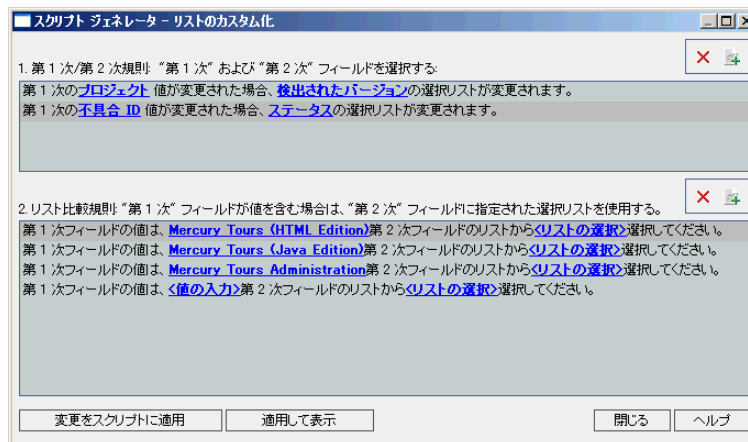 スクリプト ジェネレータ - リストのカスタム化
1. 第 1 次/第 2 次規則: "第 1 次" および "第 2 次" フィールドを選択する:
第 1 次のプロジェクト 値が変更された場合、検出されたバージョンの選択リストが変更されます。
第 1 次の不具合 ID 値が変更された場合、ステータスの選択リストが変更されます。
2. リスト比較規則: "第 1 次" フィールドが値を含む場合は、"第 2 次" フィールドに指定された選択リストを使用する。
第 1 次フィールドの値は、Mercury Tours (HTML Edition)第 2 次フィールドのリストから<リストの選択>選択してください。
第 1 次フィールドの値は、Mercury Tours (Java Edition)第 2 次フィールドのリストから<リストの選択>選択してください。
第 1 次フィールドの値は、Mercury Tours Administration第 2 次フィールドのリストから<リストの選択>選択してください。
第 1 次フィールドの値は、<値の入力>第 2 次フィールドのリストから<リストの選択>選択してください。
変更をスクリプトに適用 適用して表示 閉じる ヘルプ